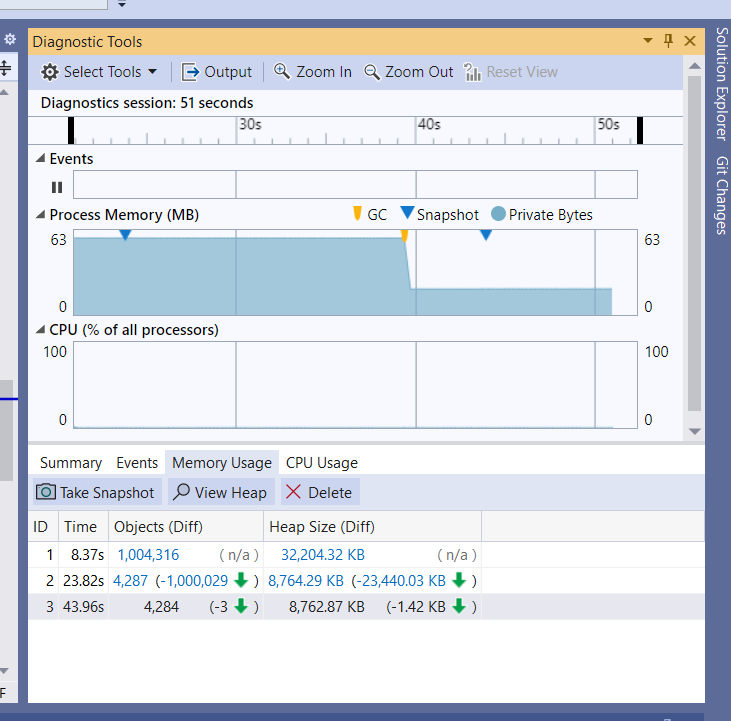 Diagnostic Tools
Select Tools Output Zoom In Zoom Out Reset View
Diagnostics session: 51 seconds
30s 40s 50s
Events
Process Memory (MB) GC Snapshot Private Bytes
63 63
0 0
CPU (% of all processors)
100 100
0 0
Summary Events Memory Usage CPU Usage
Take Snapshot View Heap Delete
ID Time Objects (Diff) Heap Size (Diff)
1 8.37s 1,004,316 (n/a) 32,204.32 KB (n/a)
2 23.82s 4,287 (-1,000,029 ) 8,764.29 KB (-23,440.03 KB )
3 43.96s 4,284 (-3 ) 8,762.87 KB (-1.42 KB )
Solution Explorer
Git Changes
F